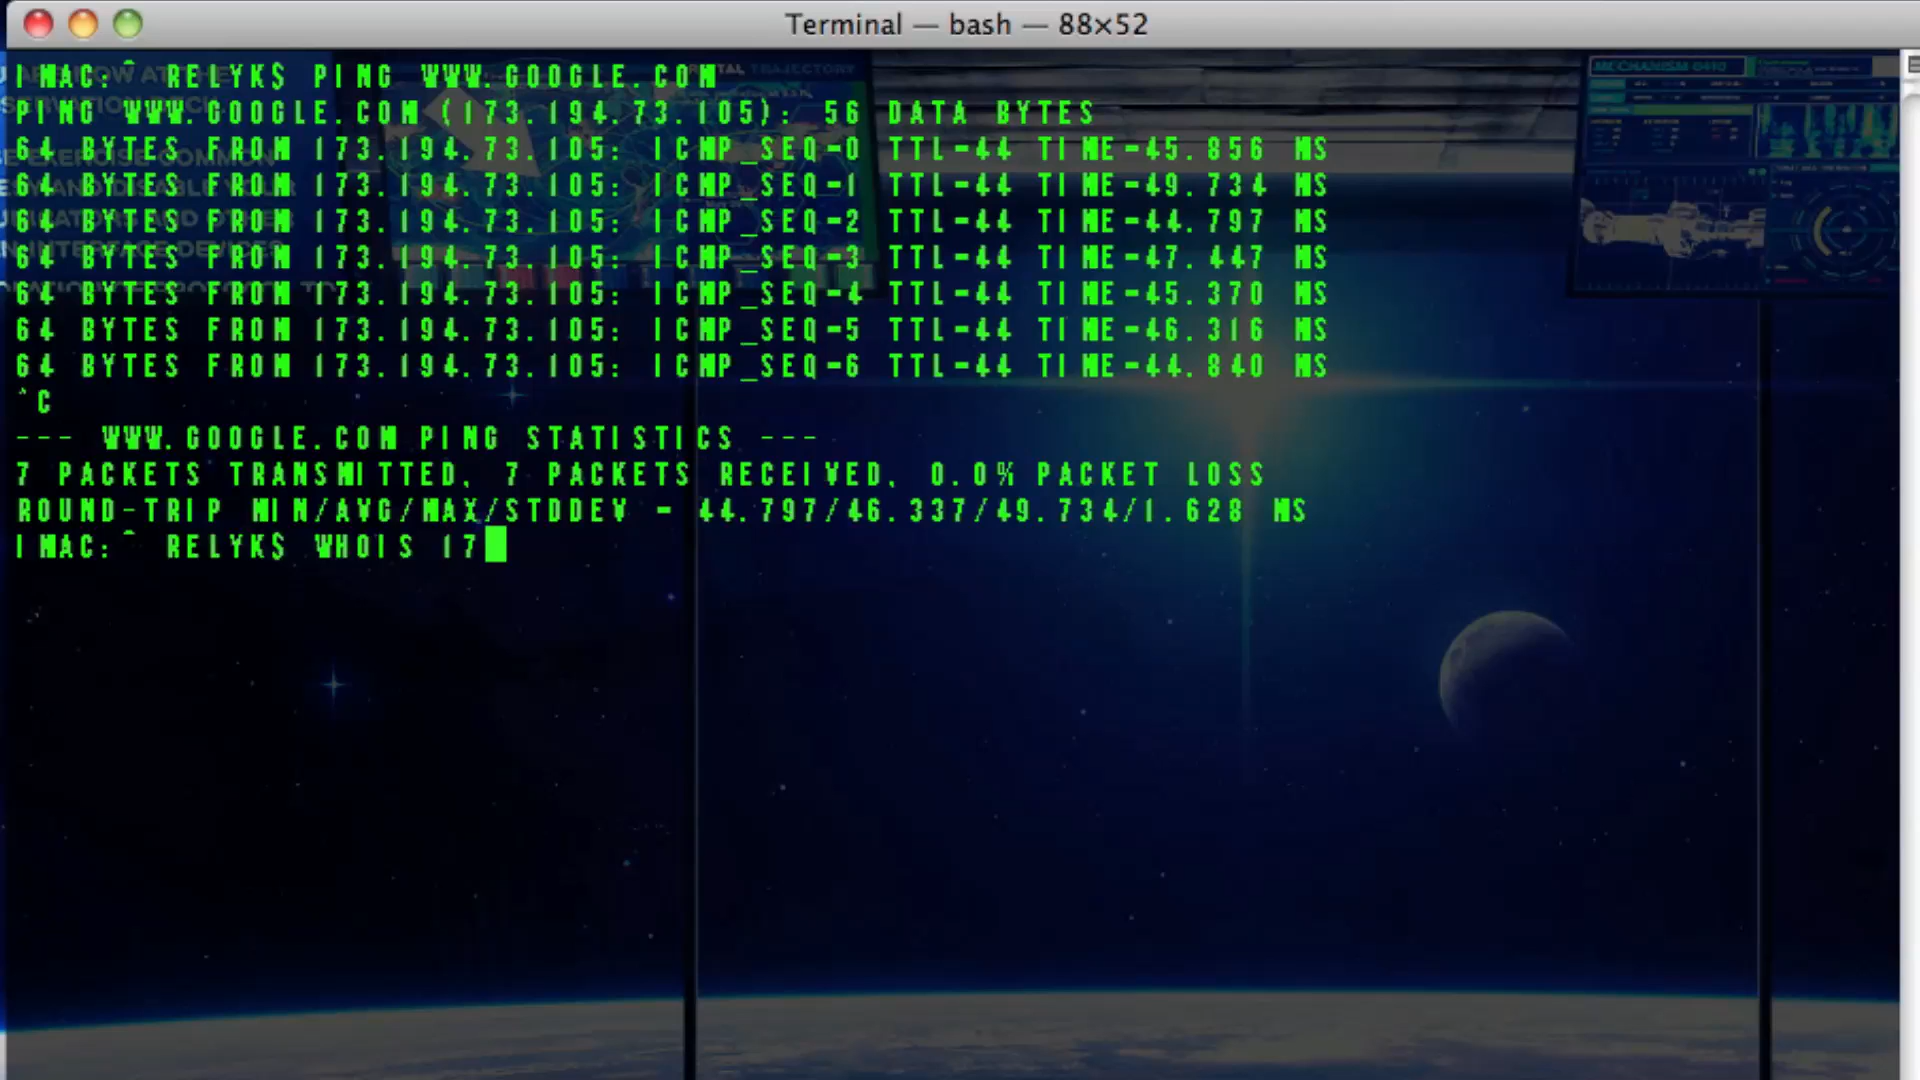 Terminal — bash — 88×52
IMAC:~ RELYK$ PING WWW.GOOGLE.COM
PING WWW.GOOGLE.COM (173.194.73.105): 56 DATA BYTES
64 BYTES FROM 173.194.73.105: ICMP_SEQ=0 TTL=44 TIME=45.856 MS
64 BYTES FROM 173.194.73.105: ICMP_SEQ=1 TTL=44 TIME=49.734 MS
64 BYTES FROM 173.194.73.105: ICMP_SEQ=2 TTL=44 TIME=44.797 MS
64 BYTES FROM 173.194.73.105: ICMP_SEQ=3 TTL=44 TIME=47.447 MS
64 BYTES FROM 173.194.73.105: ICMP_SEQ=4 TTL=44 TIME=45.370 MS
64 BYTES FROM 173.194.73.105: ICMP_SEQ=5 TTL=44 TIME=46.316 MS
64 BYTES FROM 173.194.73.105: ICMP_SEQ=6 TTL=44 TIME=44.840 MS
^C
--- WWW.GOOGLE.COM PING STATISTICS ---
7 PACKETS TRANSMITTED, 7 PACKETS RECEIVED, 0.0% PACKET LOSS
ROUND-TRIP MIN/AVG/MAX/STDDEV = 44.797/46.337/49.734/1.628 MS
IMAC:~ RELYK$ WHOIS 17
MECHANISM 0410